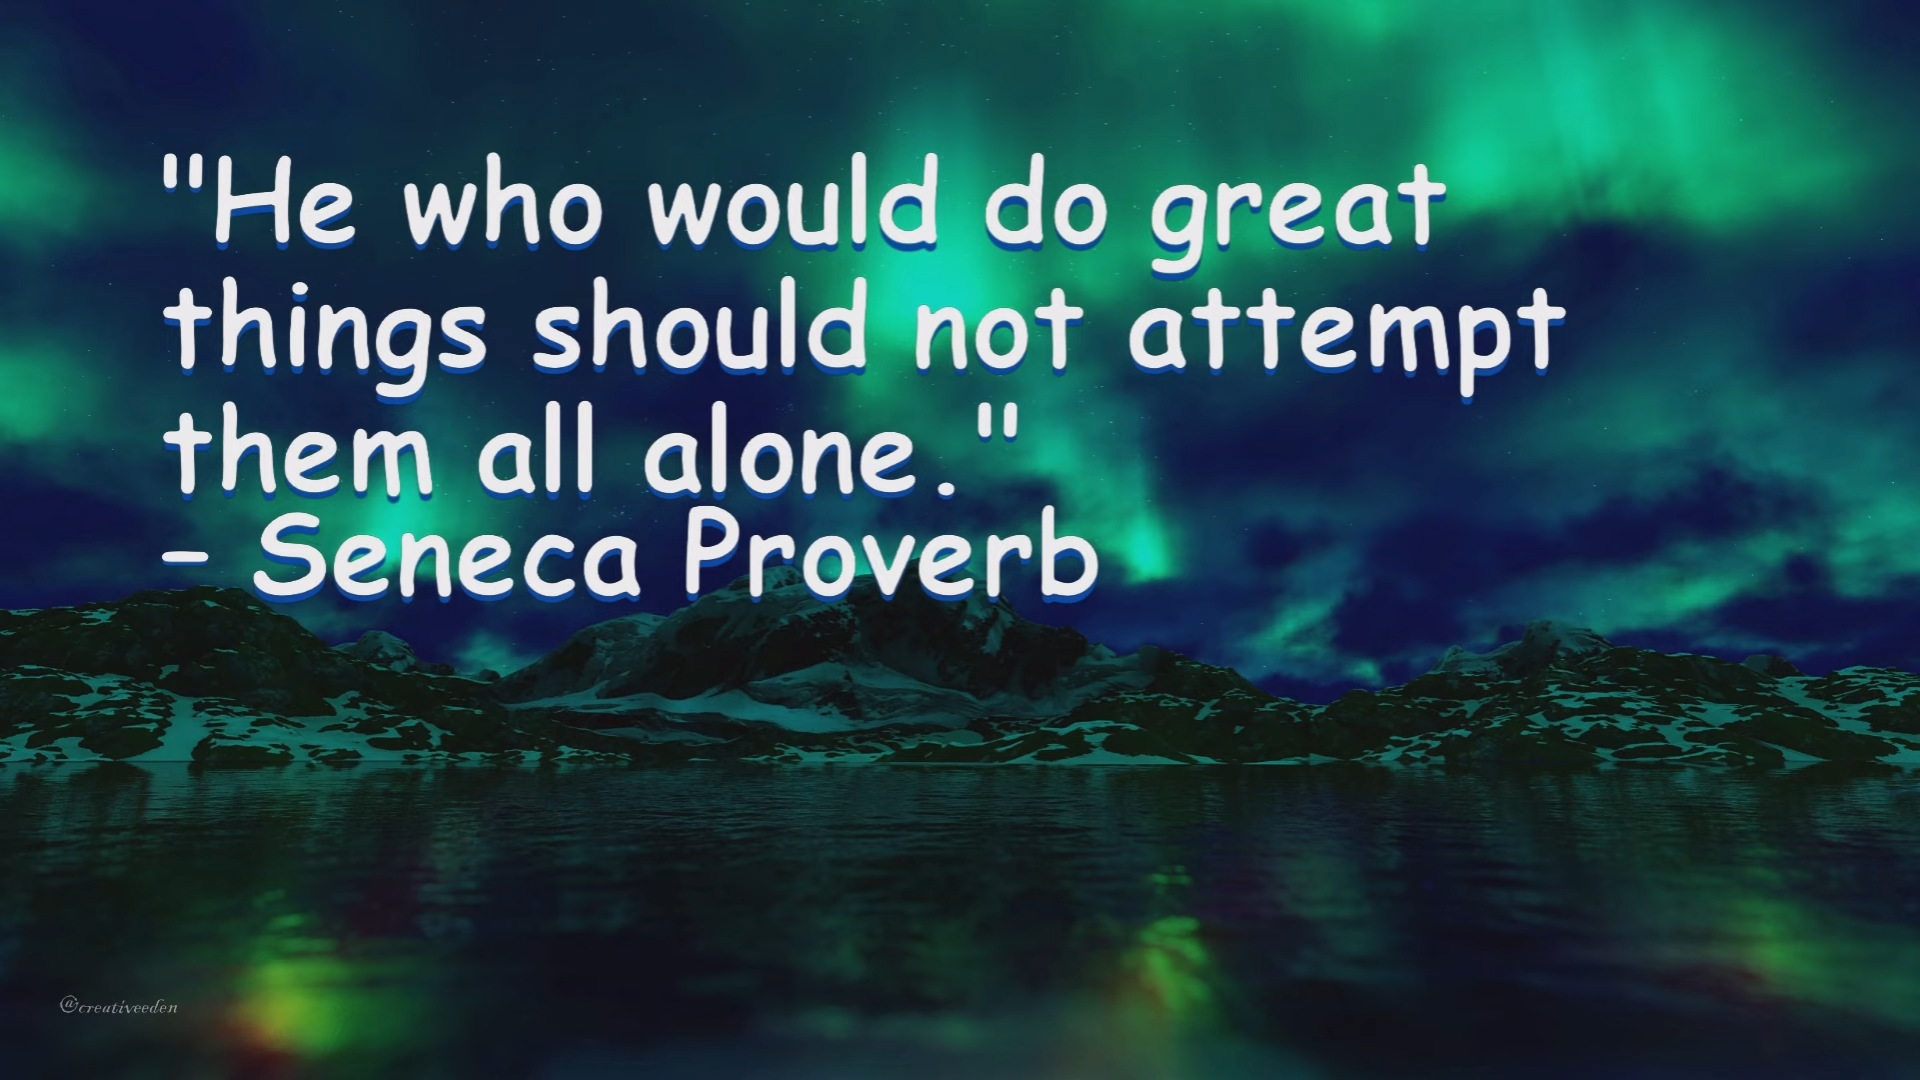 "He who would do great
things should not attempt
them all alone."
- Seneca Proverb
@creativeeden